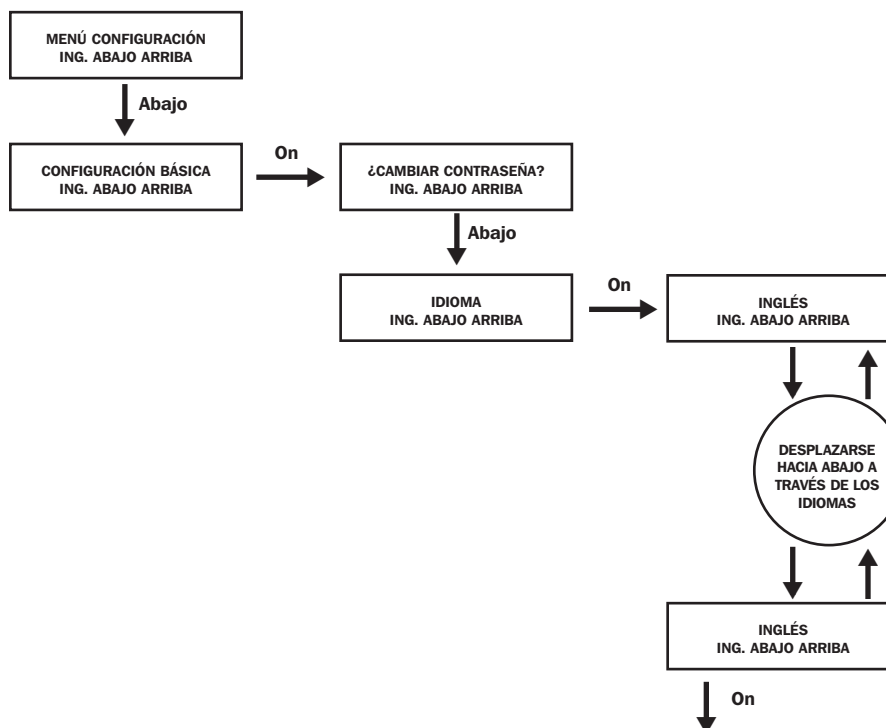 MENÚ CONFIGURACIÓN
ING. ABAJO ARRIBA
Abajo
CONFIGURACIÓN BÁSICA
ING. ABAJO ARRIBA
On
¿CAMBIAR CONTRASEÑA?
ING. ABAJO ARRIBA
Abajo
IDIOMA
ING. ABAJO ARRIBA
On
INGLÉS
ING. ABAJO ARRIBA
DESPLAZARSE
HACIA ABAJO A
TRAVÉS DE LOS
IDIOMAS
INGLÉS
ING. ABAJO ARRIBA
On